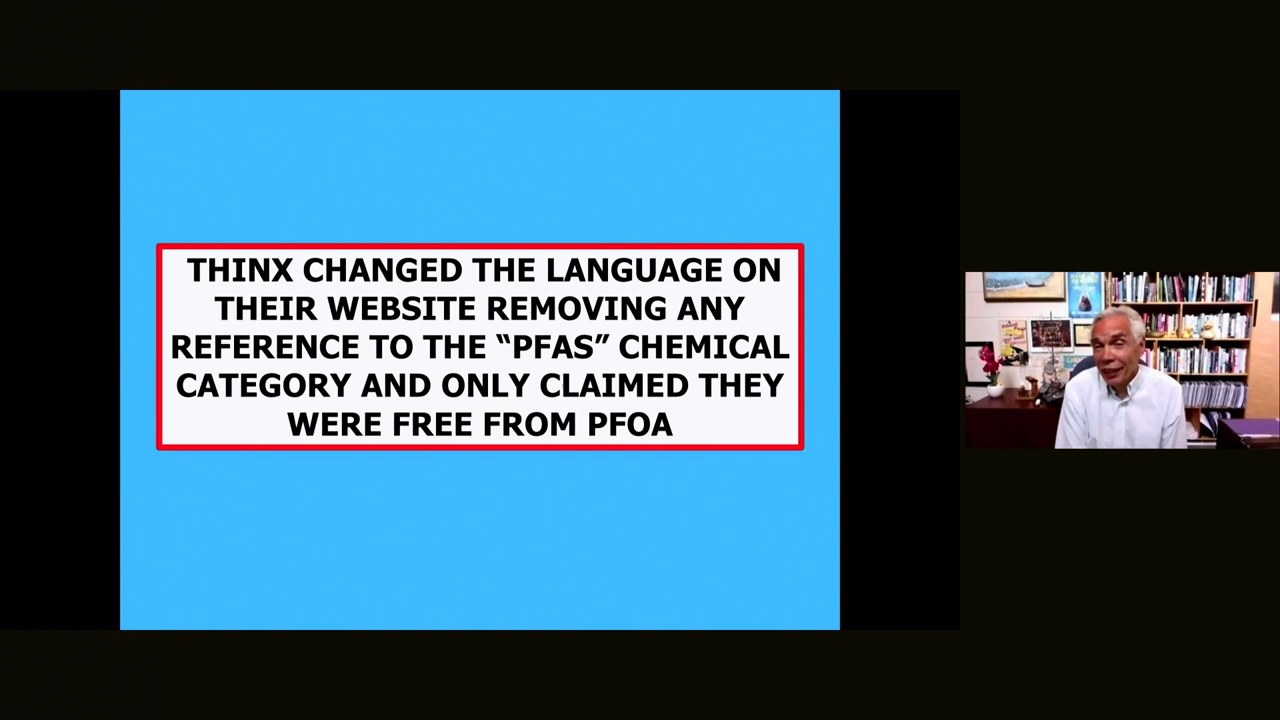 THINX CHANGED THE LANGUAGE ON
THEIR WEBSITE REMOVING ANY
REFERENCE TO THE “PFAS” CHEMICAL
CATEGORY AND ONLY CLAIMED THEY
WERE FREE FROM PFOA